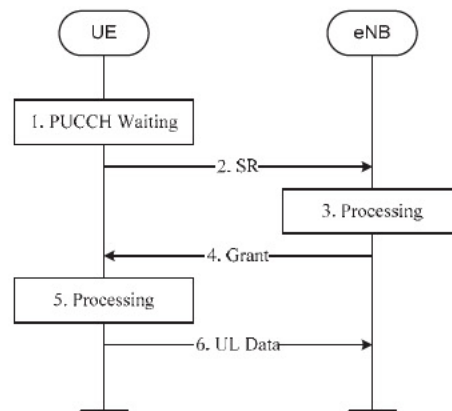 UE
eNB
1. PUCCH Waiting
2. SR
3. Processing
4. Grant
5. Processing
6. UL Data